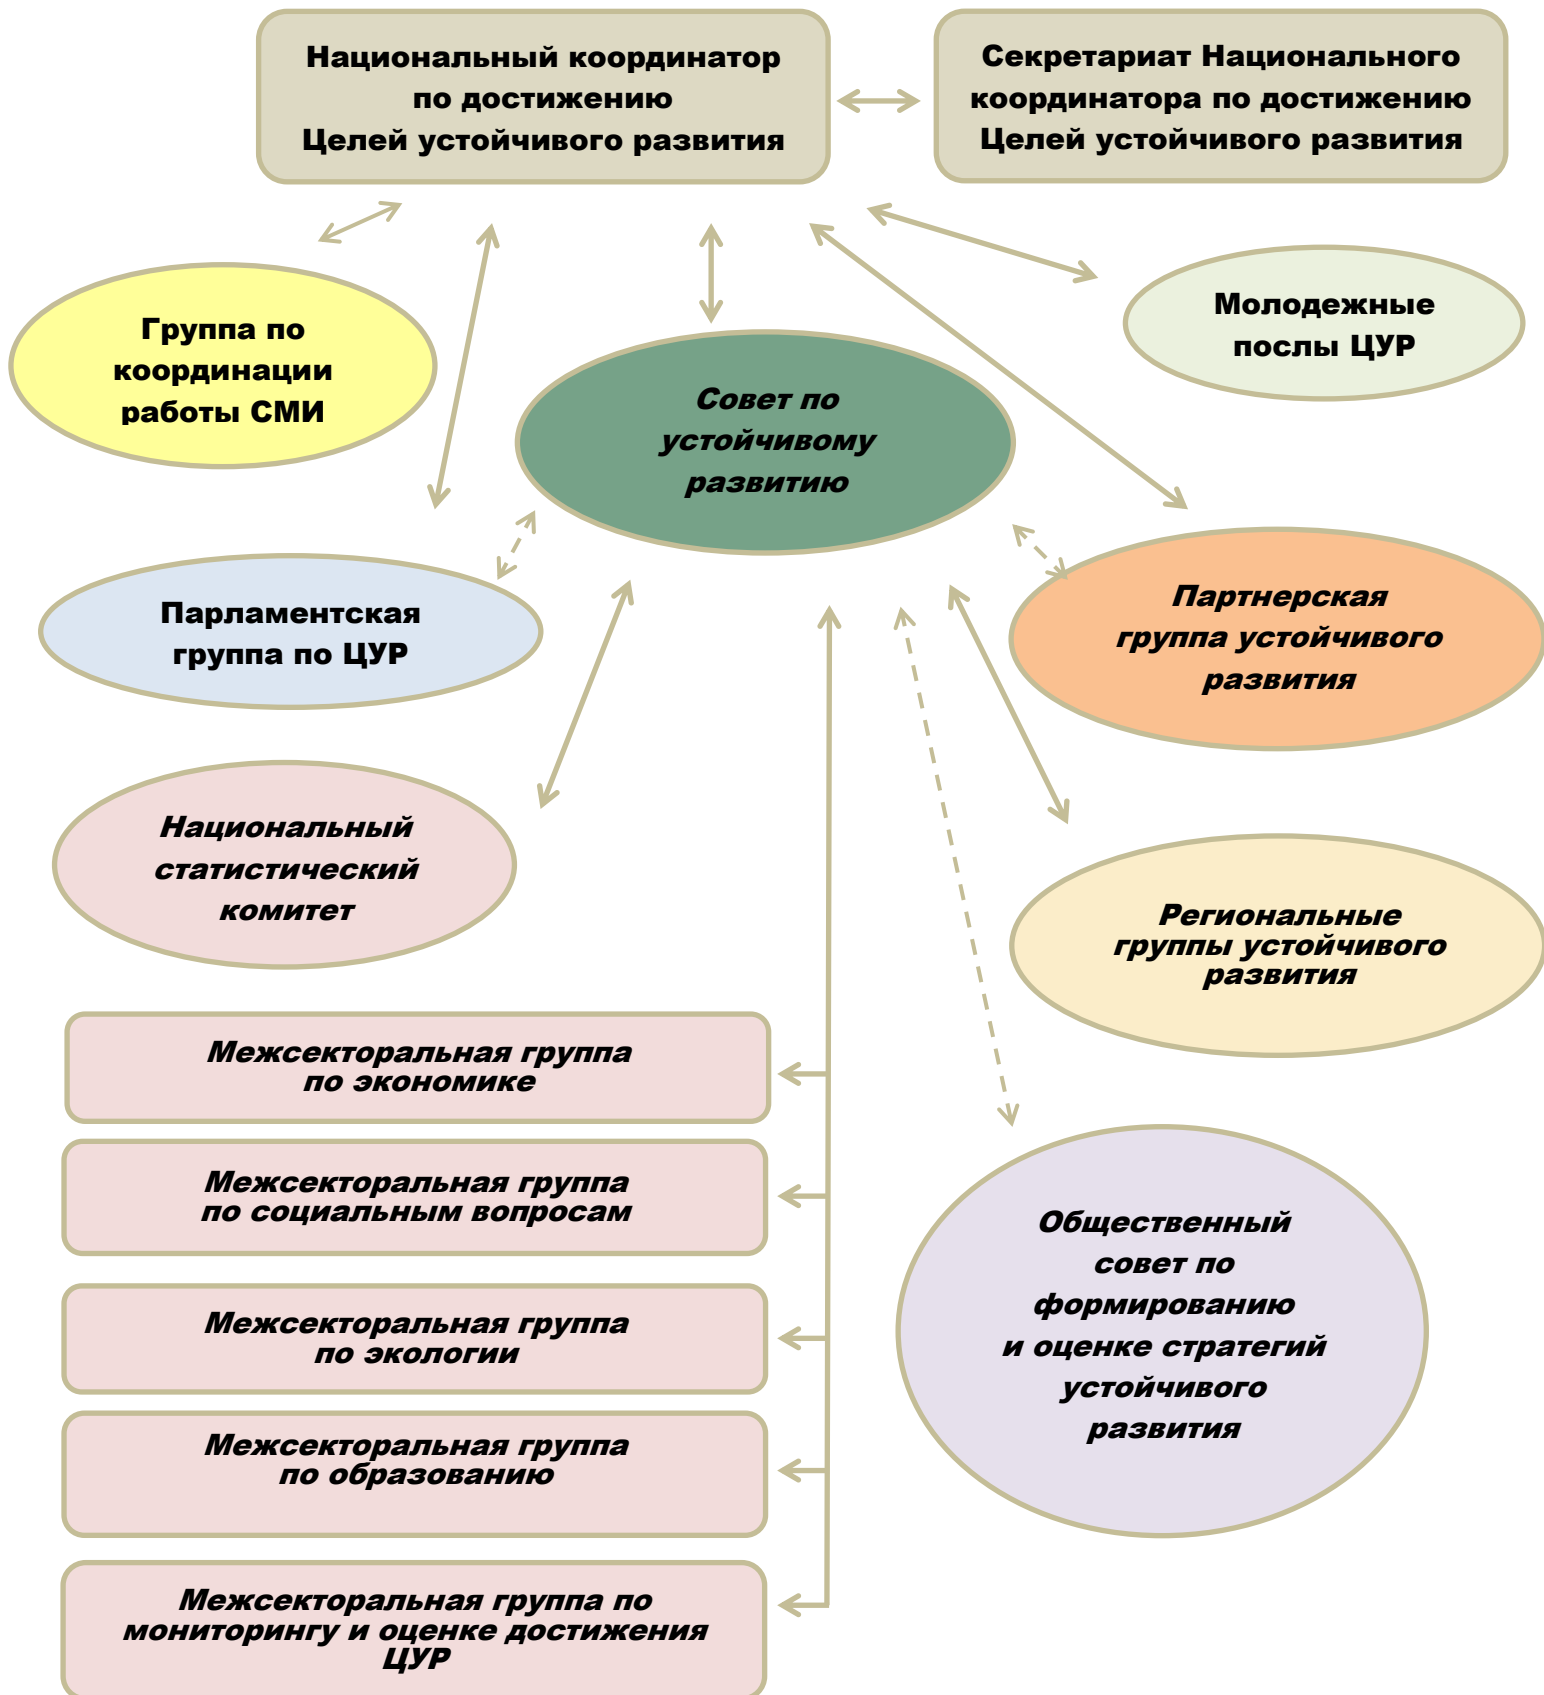 Национальный координатор
по достижению
Целей устойчивого развития
Секретариат Национального
координатора по достижению
Целей устойчивого развития
Группа по
координации
работы СМИ
Молодежные
послы ЦУР
Совет по
устойчивому
развитию
Парламентская
группа по ЦУР
Партнерская
группа устойчивого
развития
Национальный
статистический
комитет
Региональные
группы устойчивого
развития
Межсекторальная группа
по экономике
Межсекторальная группа
по социальным вопросам
Межсекторальная группа
по экологии
Межсекторальная группа
по образованию
Межсекторальная группа по
мониторингу и оценке достижения
ЦУР
Общественный
совет по
формированию
и оценке стратегий
устойчивого
развития